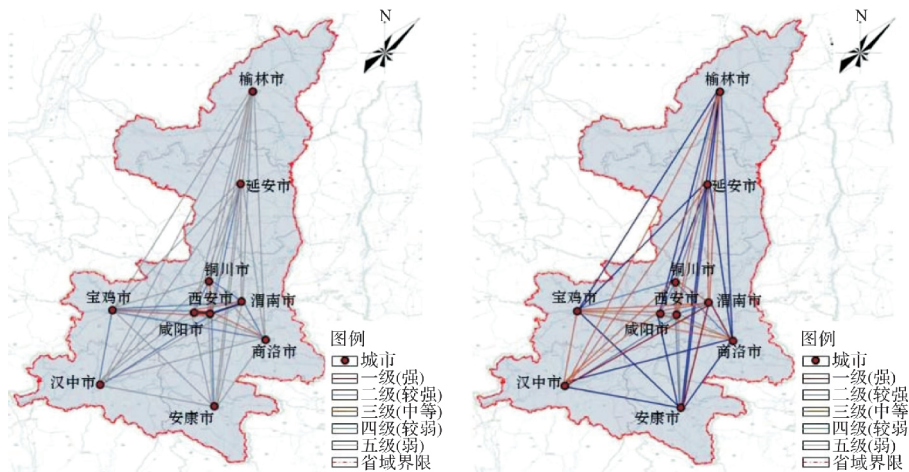 N
榆林市
延安市
铜川市
宝鸡市
西安市
渭南市
咸阳市
商洛市
汉中市
安康市
图例
城市
一级(强)
二级(较强)
三级(中等)
四级(较弱)
五级(弱)
省域界限
N
榆林市
延安市
铜川市
宝鸡市
西安市
渭南市
咸阳市
商洛市
汉中市
安康市
图例
城市
一级(强)
二级(较强
三级(中等
四级(较弱
五级(弱)
省域界限